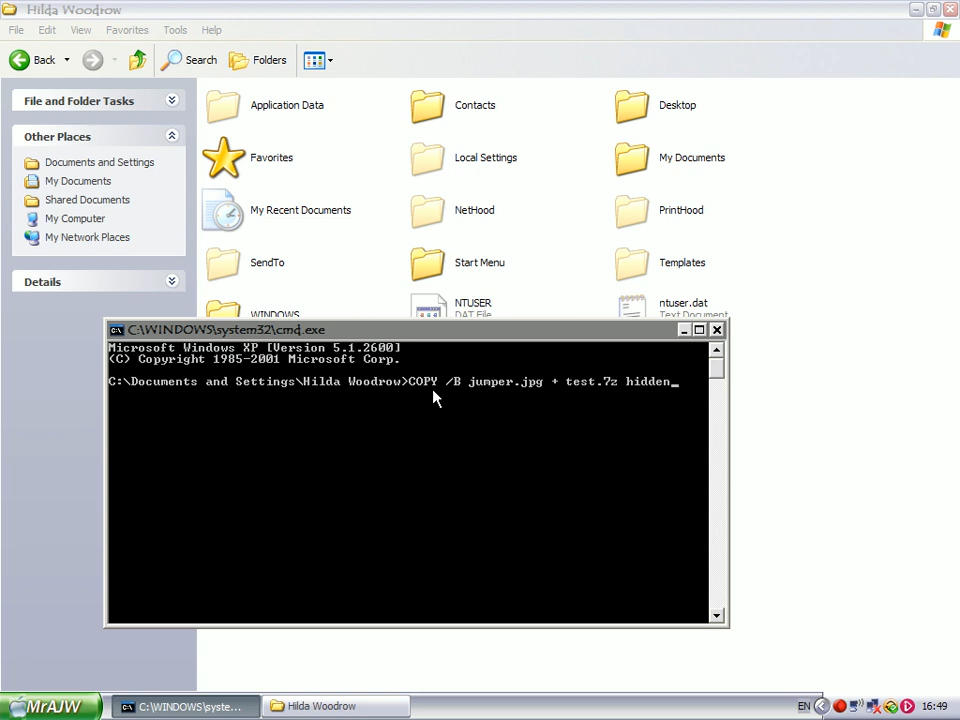 Hilda Woodrow
File Edit View Favorites Tools Help
Back Search Folders
File and Folder Tasks
Other Places
Documents and Settings
My Documents
Shared Documents
My Computer
My Network Places
Details
Application Data Contacts Desktop
Favorites Local Settings My Documents
My Recent Documents NetHood PrintHood
SendTo Start Menu Templates
WINDOWS NTUSER ntuser.dat
DAT File Text Document
C:\WINDOWS\system32\cmd.exe
Microsoft Windows XP [Version 5.1.2600]
(C) Copyright 1985-2001 Microsoft Corp.
C:\Documents and Settings\Hilda Woodrow>COPY /B jumper.jpg + test.7z hidden_
MrAJW C:\WINDOWS\syste... Hilda Woodrow EN 16:49